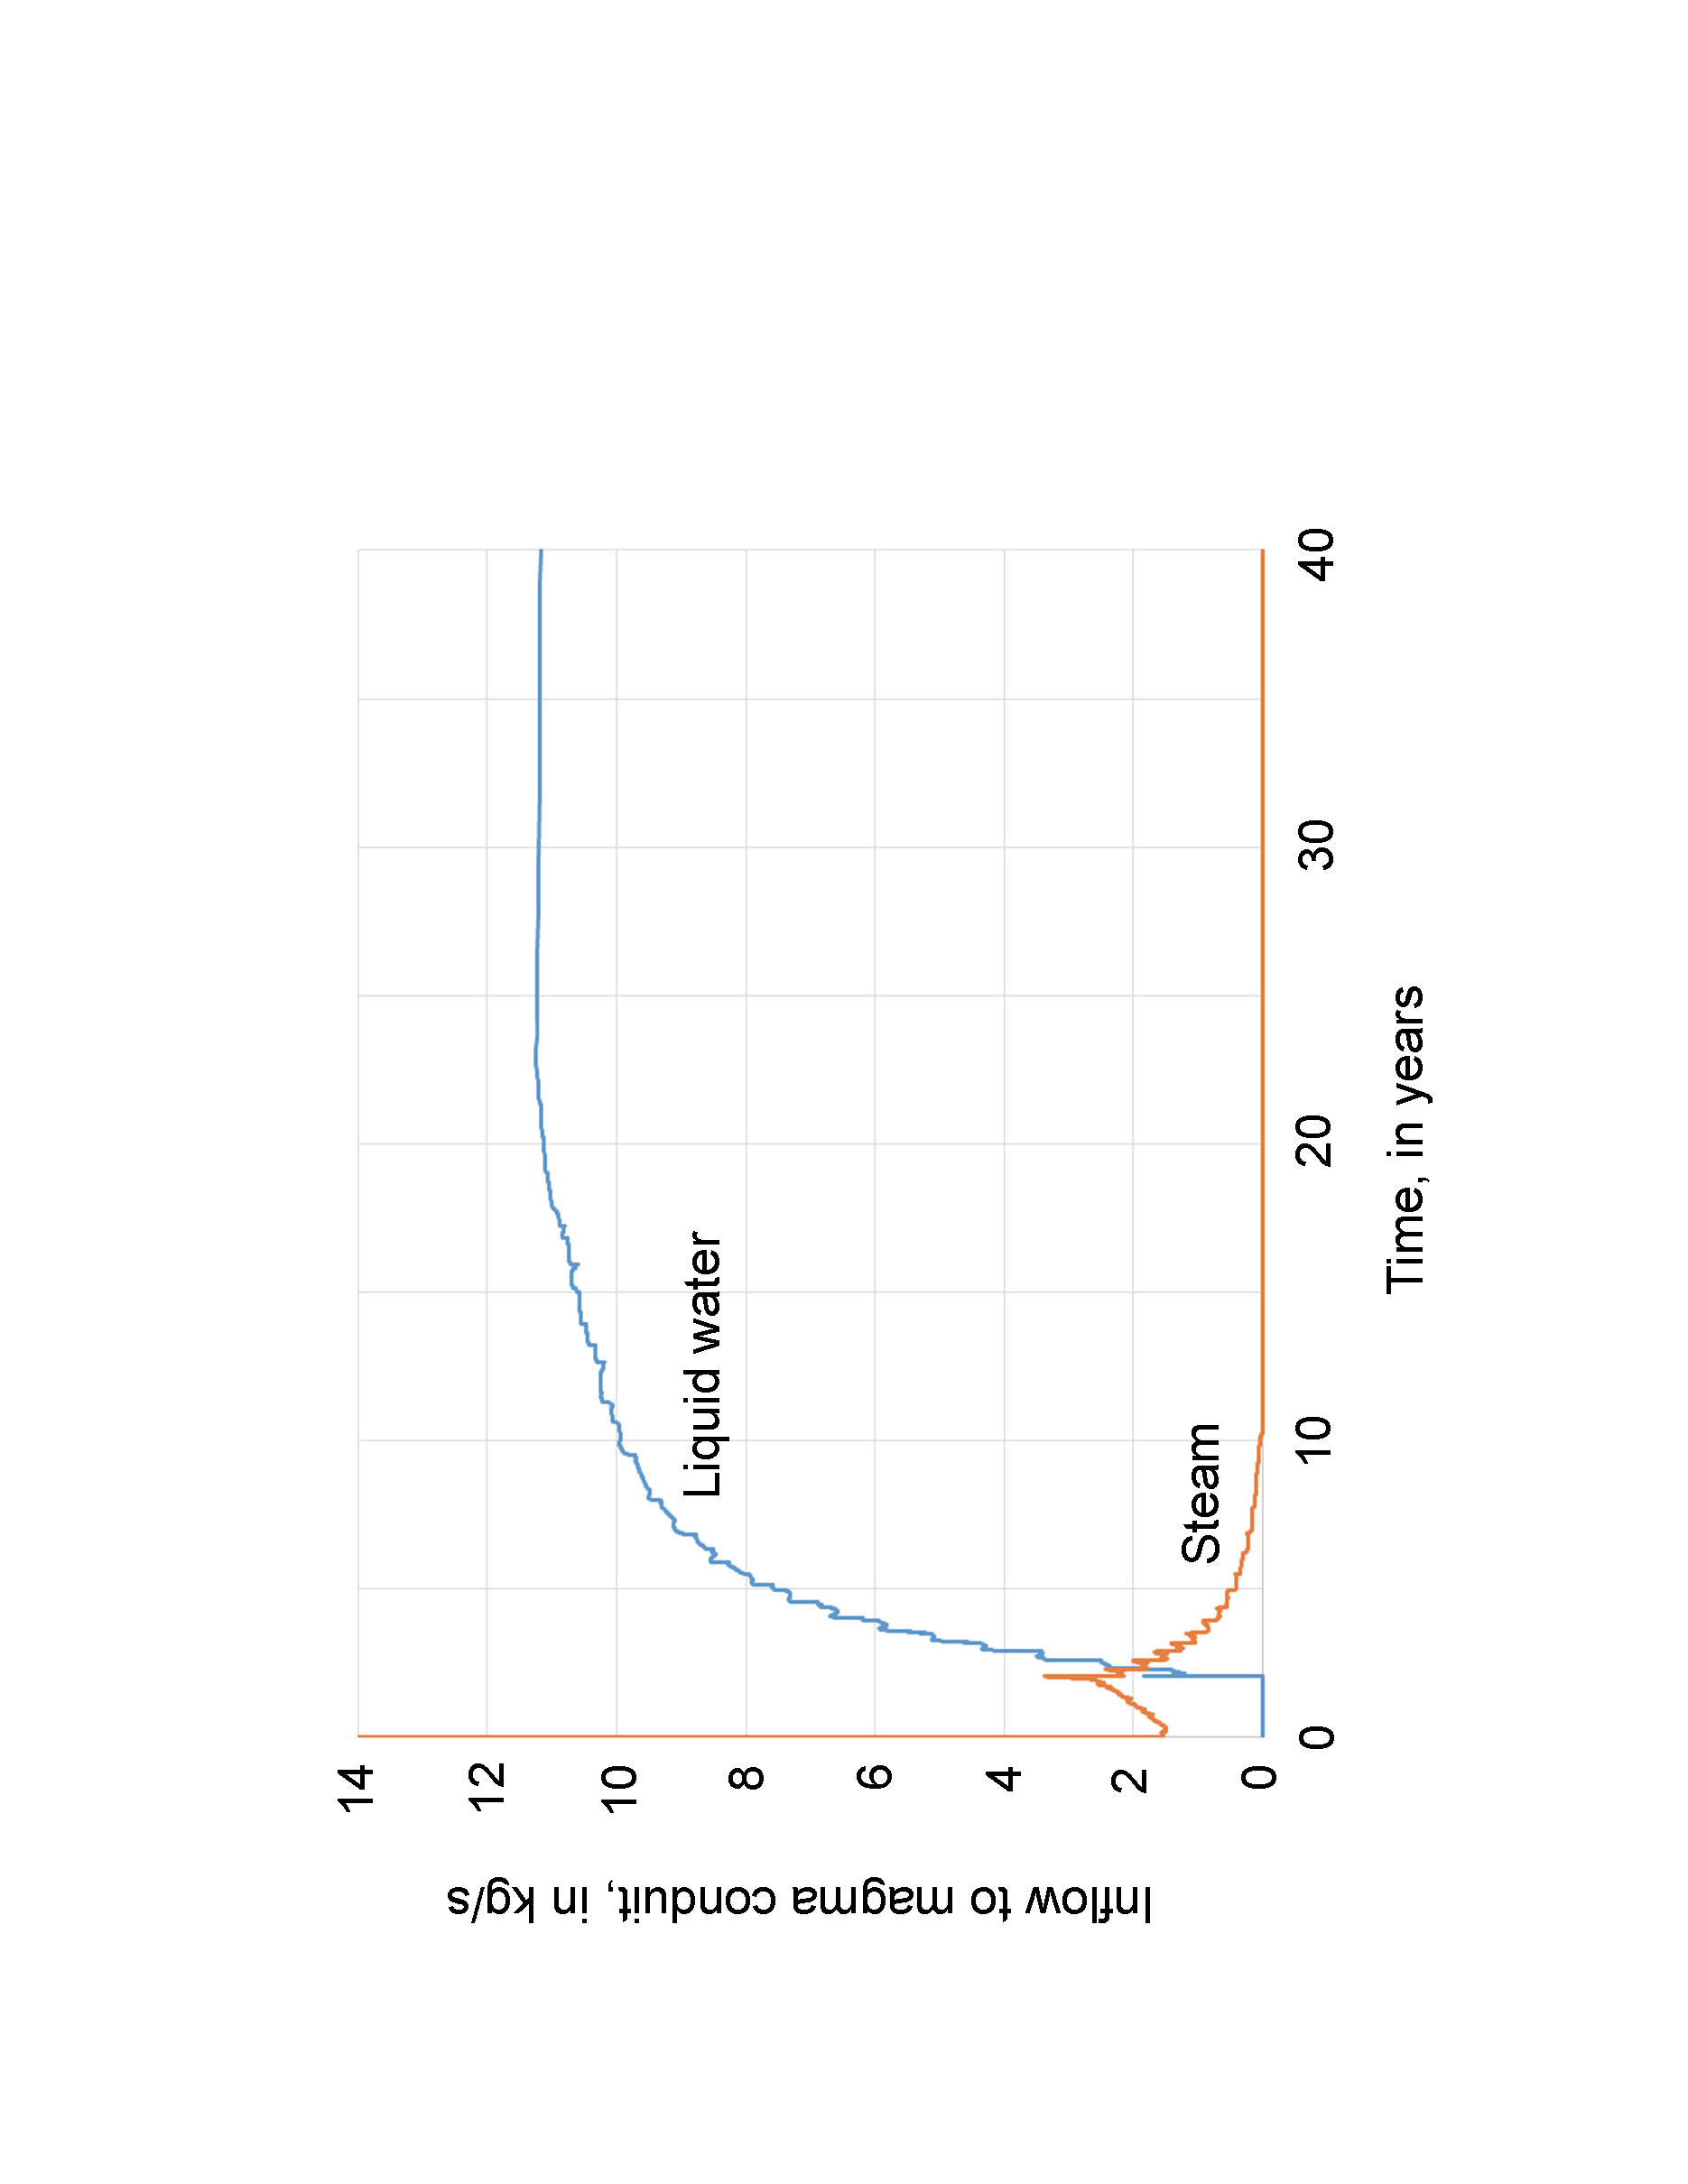 Inflow to magma conduit, in kg/s
14
12
10
8
6
4
2
0
Liquid water
Steam
0 10 20 30 40
Time, in years